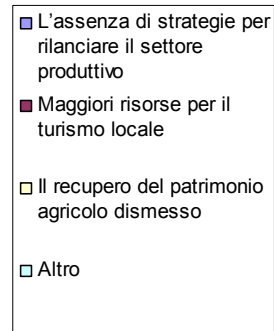 L'assenza di strategie per
rilanciare il settore
produttivo
Maggiori risorse per il
turismo locale
Il recupero del patrimonio
agricolo dismesso
Altro